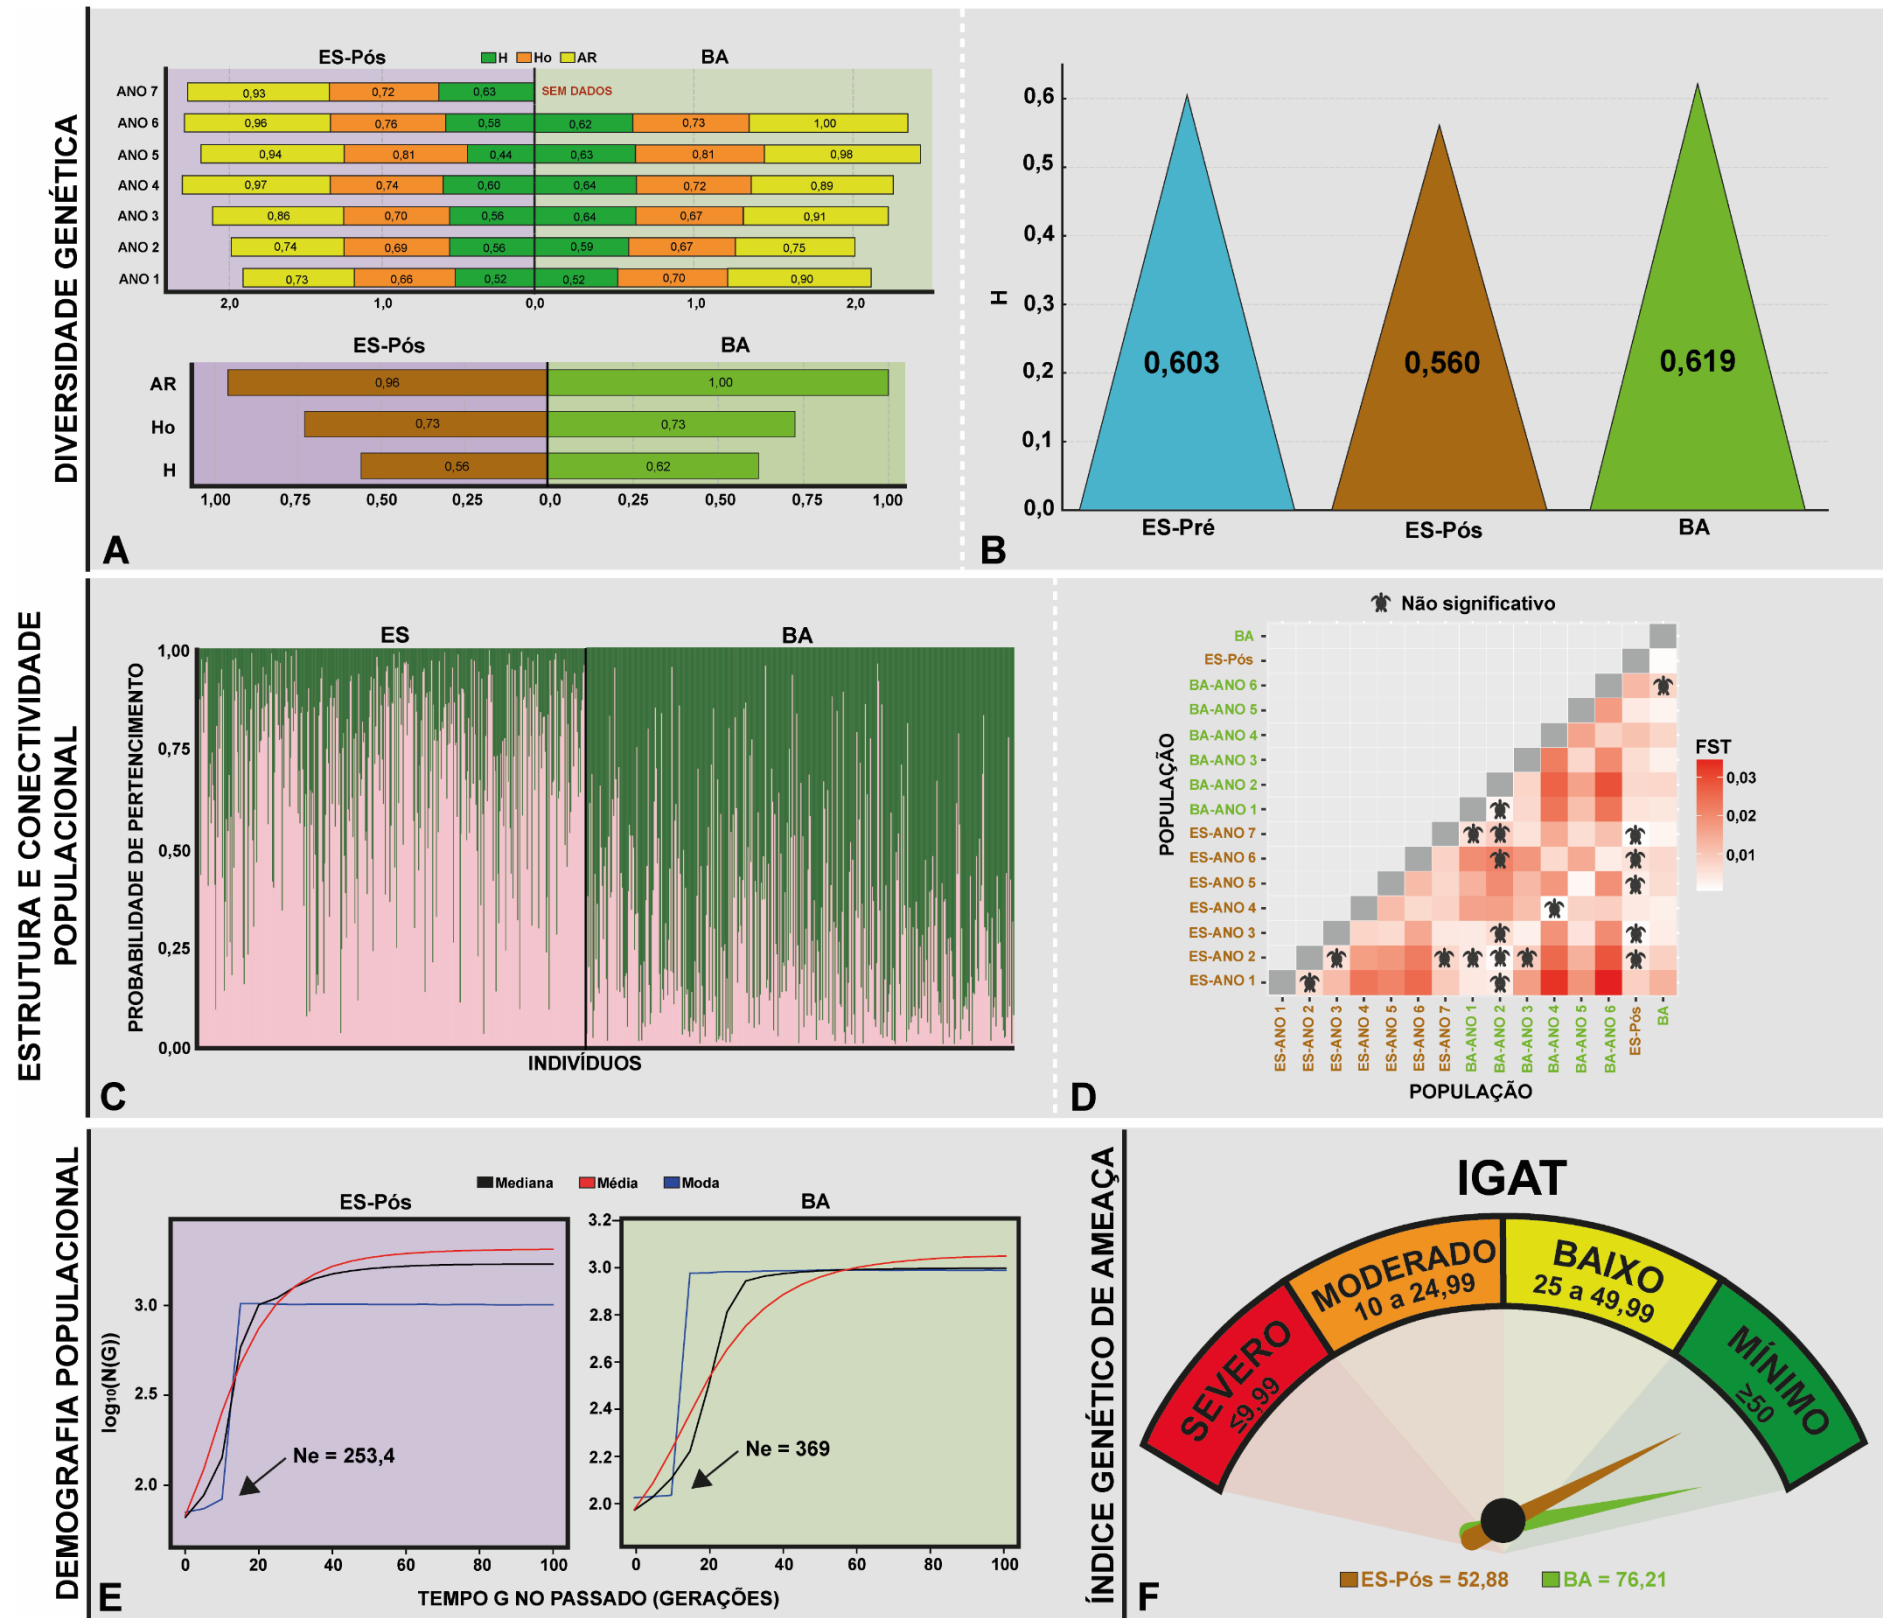 DIVERSIDADE GENÉTICA
ES-Pós
H Ho AR
BA
ANO 7 0,93 0,72 0,63 SEM DADOS
ANO 6 0,96 0,76 0,58 0,62 0,73 1,00
ANO 5 0,94 0,81 0,44 0,63 0,81 0,98
ANO 4 0,97 0,74 0,60 0,64 0,72 0,89
ANO 3 0,86 0,70 0,56 0,64 0,67 0,91
ANO 2 0,74 0,69 0,56 0,59 0,67 0,75
ANO 1 0,73 0,66 0,52 0,52 0,70 0,90
2,0 1,0 0,0 1,0 2,0
ES-Pós BA
AR 0,96 1,00
Ho 0,73 0,73
H 0,56 0,62
1,00 0,75 0,50 0,25 0,0 0,25 0,50 0,75 1,00
A
H
0,6
0,5
0,4
0,3
0,2
0,1
0,0
0,603 0,560 0,619
ES-Pré ES-Pós BA
B
ESTRUTURA E CONECTIVIDADE
POPULACIONAL
ES BA
PROBABILIDADE DE PERTENCIMENTO
1,00
0,75
0,50
0,25
0,00
INDIVÍDUOS
C
Não significativo
POPULAÇÃO
BA
ES-Pós
BA-ANO 6
BA-ANO 5
BA-ANO 4
BA-ANO 3
BA-ANO 2
BA-ANO 1
ES-ANO 7
ES-ANO 6
ES-ANO 5
ES-ANO 4
ES-ANO 3
ES-ANO 2
ES-ANO 1
ES-ANO 1
ES-ANO 2
ES-ANO 3
ES-ANO 4
ES-ANO 5
ES-ANO 6
ES-ANO 7
BA-ANO 1
BA-ANO 2
BA-ANO 3
BA-ANO 4
BA-ANO 5
BA-ANO 6
ES-Pós
BA
POPULAÇÃO
FST
0,03
0,02
0,01
D
DEMOGRAFIA POPULACIONAL
Mediana Média Moda
ES-Pós BA
log10(N(G))
3.0
2.5
2.0
Ne = 253,4
0 20 40 60 80 100
3.2
3.0
2.8
2.6
2.4
2.2
2.0
Ne = 369
0 20 40 60 80 100
TEMPO G NO PASSADO (GERAÇÕES)
E
ÍNDICE GENÉTICO DE AMEAÇA
IGAT
SEVERO
≤9,99
MODERADO
10 a 24,99
BAIXO
25 a 49,99
MÍNIMO
≥50
ES-Pós = 52,88 BA = 76,21
F